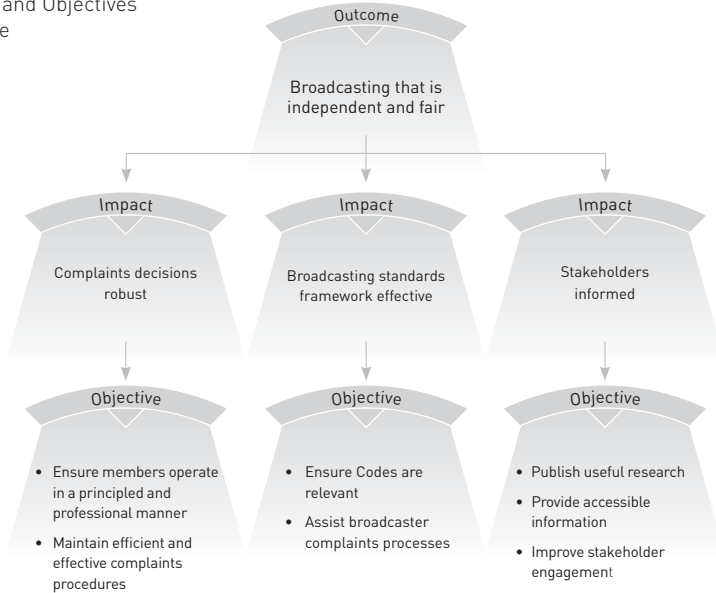 and Objectives
e
Outcome
Broadcasting that is
independent and fair
Impact
Complaints decisions
robust
Impact
Broadcasting standards
framework effective
Impact
Stakeholders
informed
Objective
• Ensure members operate
in a principled and
professional manner
• Maintain efficient and
effective complaints
procedures
Objective
• Ensure Codes are
relevant
• Assist broadcaster
complaints processes
Objective
• Publish useful research
• Provide accessible
information
• Improve stakeholder
engagement